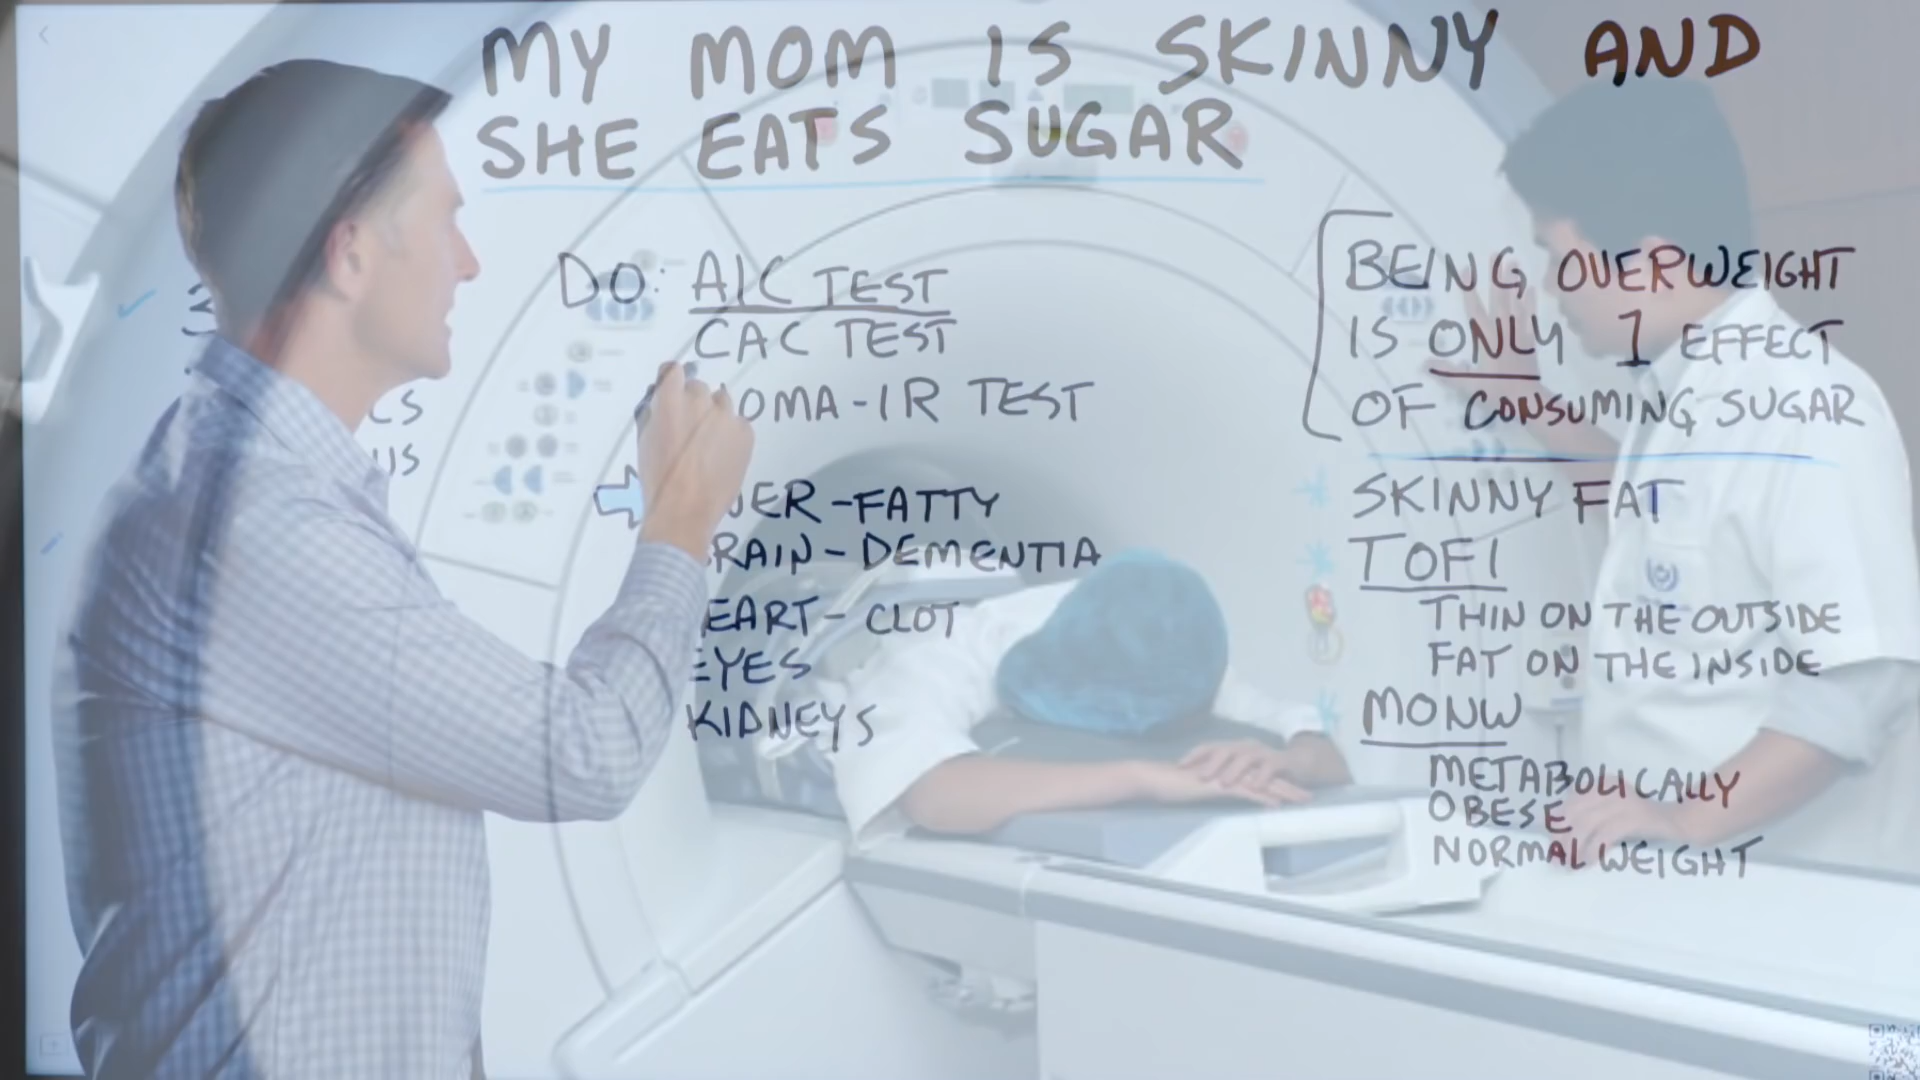 MY MOM IS SKINNY AND
SHE EATS SUGAR
DO: A1C TEST
CAC TEST
OMA-IR TEST
VER-FATTY
RAIN-DEMENTIA
EART-CLOT
EYES
KIDNEYS
BEING OVERWEIGHT
IS ONLY 1 EFFECT
OF CONSUMING SUGAR
SKINNY FAT
TOFI
THIN ON THE OUTSIDE
FAT ON THE INSIDE
MONW
METABOLICALLY
OBESE
NORMAL WEIGHT